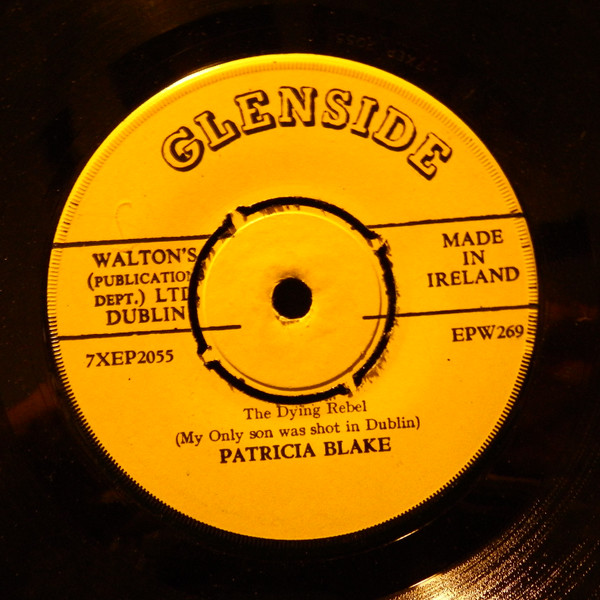 GLENSIDE
WALTON'S
(PUBLICATION
DEPT.) LTD
DUBLIN
MADE
IN
IRELAND
7XEP2055
EPW269
The Dying Rebel
(My Only son was shot in Dublin)
PATRICIA BLAKE